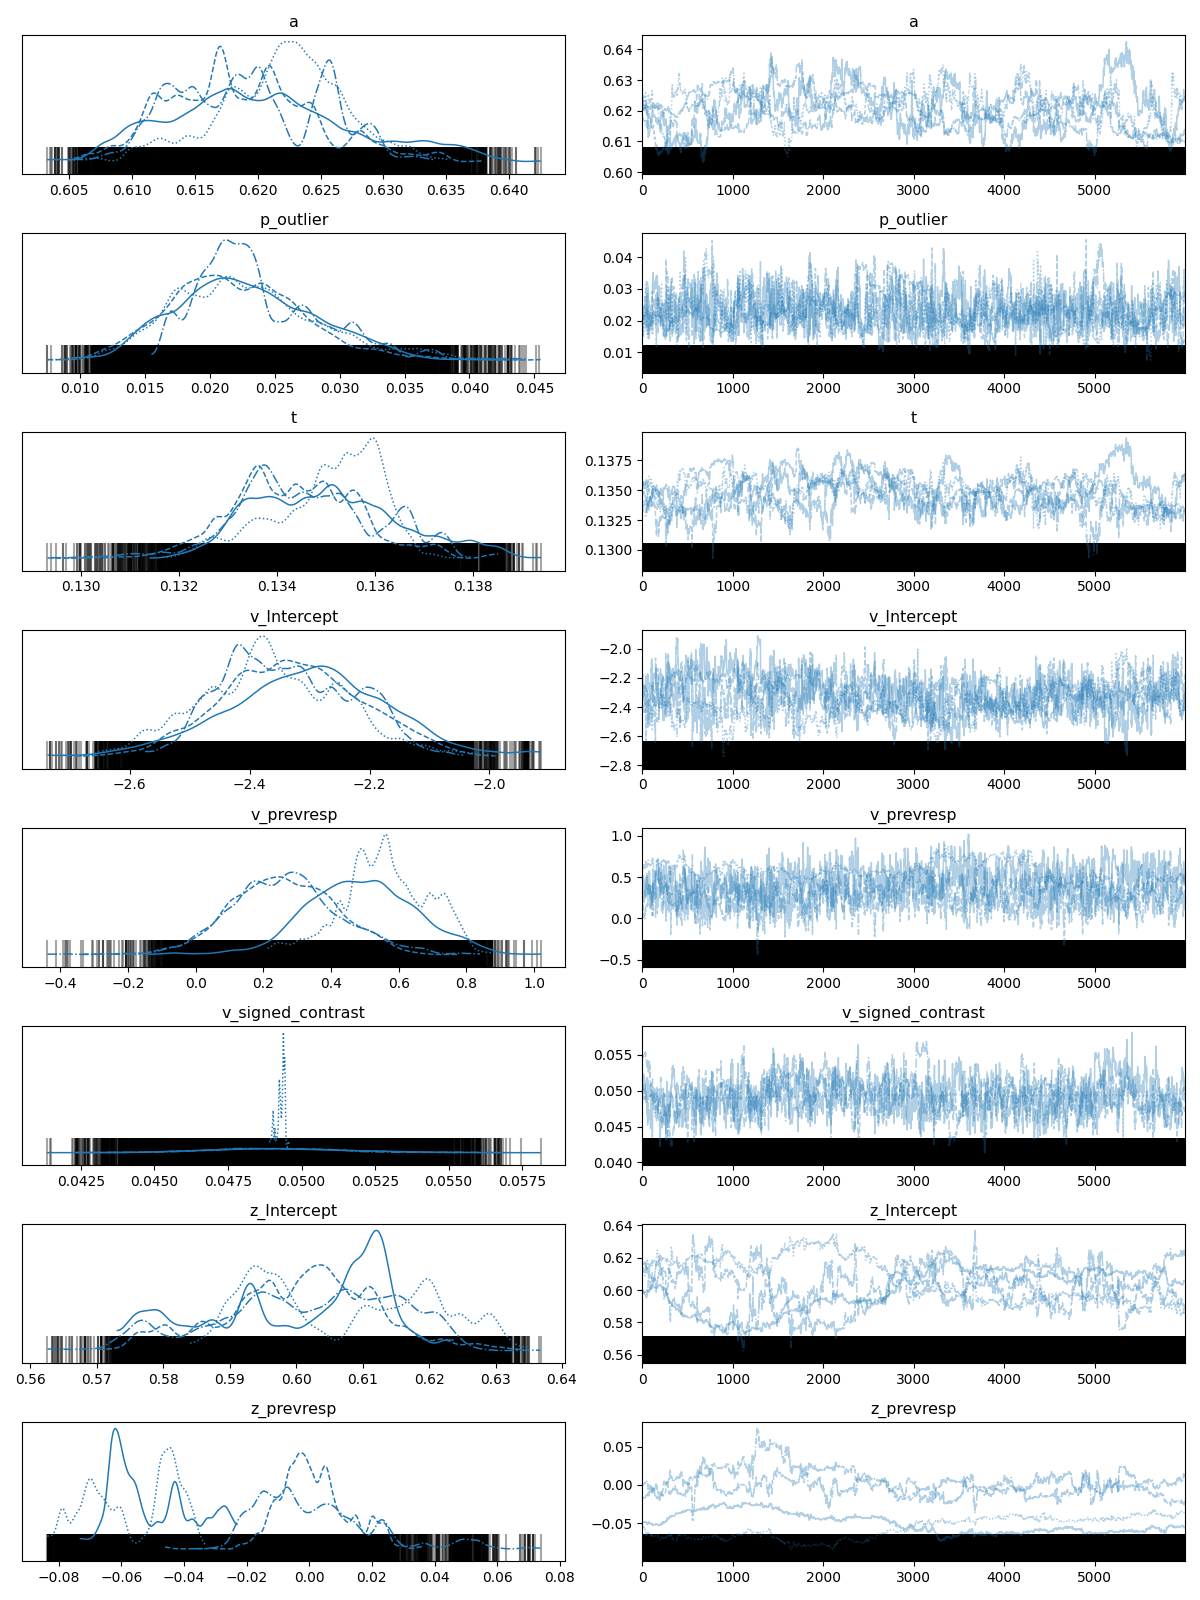 a a
0.64
0.63
0.62
0.61
0.60
0.605 0.610 0.615 0.620 0.625 0.630 0.635 0.640 0 1000 2000 3000 4000 5000
p_outlier p_outlier
0.04
0.03
0.02
0.01
0.010 0.015 0.020 0.025 0.030 0.035 0.040 0.045 0 1000 2000 3000 4000 5000
t t
0.1375
0.1350
0.1325
0.1300
0.130 0.132 0.134 0.136 0.138 0 1000 2000 3000 4000 5000
v_Intercept v_Intercept
−2.0
−2.2
−2.4
−2.6
−2.8
−2.6 −2.4 −2.2 −2.0 0 1000 2000 3000 4000 5000
v_prevresp v_prevresp
1.0
0.5
0.0
−0.5
−0.4 −0.2 0.0 0.2 0.4 0.6 0.8 1.0 0 1000 2000 3000 4000 5000
v_signed_contrast v_signed_contrast
0.055
0.050
0.045
0.040
0.0425 0.0450 0.0475 0.0500 0.0525 0.0550 0.0575 0 1000 2000 3000 4000 5000
z_Intercept z_Intercept
0.64
0.62
0.60
0.58
0.56
0.56 0.57 0.58 0.59 0.60 0.61 0.62 0.63 0.64 0 1000 2000 3000 4000 5000
z_prevresp z_prevresp
0.05
0.00
−0.05
−0.08 −0.06 −0.04 −0.02 0.00 0.02 0.04 0.06 0.08 0 1000 2000 3000 4000 5000